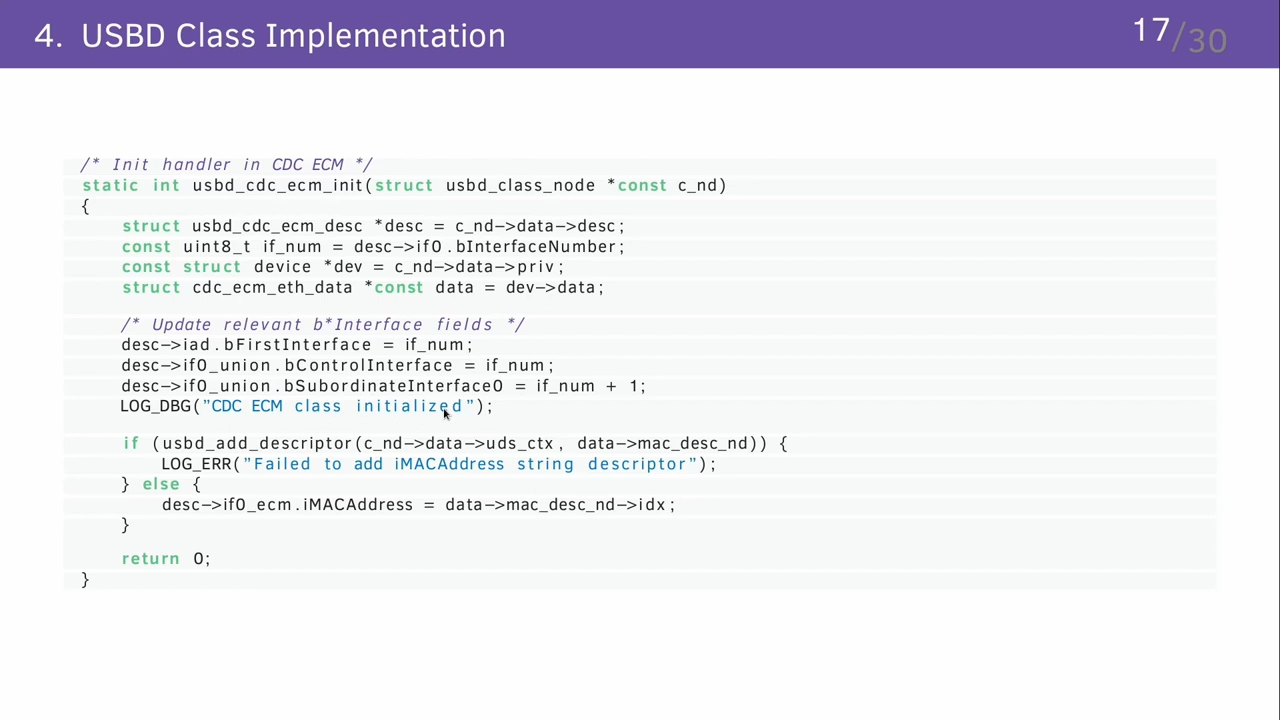 4. USBD Class Implementation
17/30
/* Init handler in CDC ECM */
static int usbd_cdc_ecm_init(struct usbd_class_node *const c_nd)
{
struct usbd_cdc_ecm_desc *desc = c_nd->data->desc;
const uint8_t if_num = desc->if0.bInterfaceNumber;
const struct device *dev = c_nd->data->priv;
struct cdc_ecm_eth_data *const data = dev->data;
/* Update relevant b*Interface fields */
desc->iad.bFirstInterface = if_num;
desc->if0_union.bControlInterface = if_num;
desc->if0_union.bSubordinateInterface0 = if_num + 1;
LOG_DBG("CDC ECM class initialized");
if (usbd_add_descriptor(c_nd->data->uds_ctx, data->mac_desc_nd)) {
LOG_ERR("Failed to add iMACAddress string descriptor");
} else {
desc->if0_ecm.iMACAddress = data->mac_desc_nd->idx;
}
return 0;
}